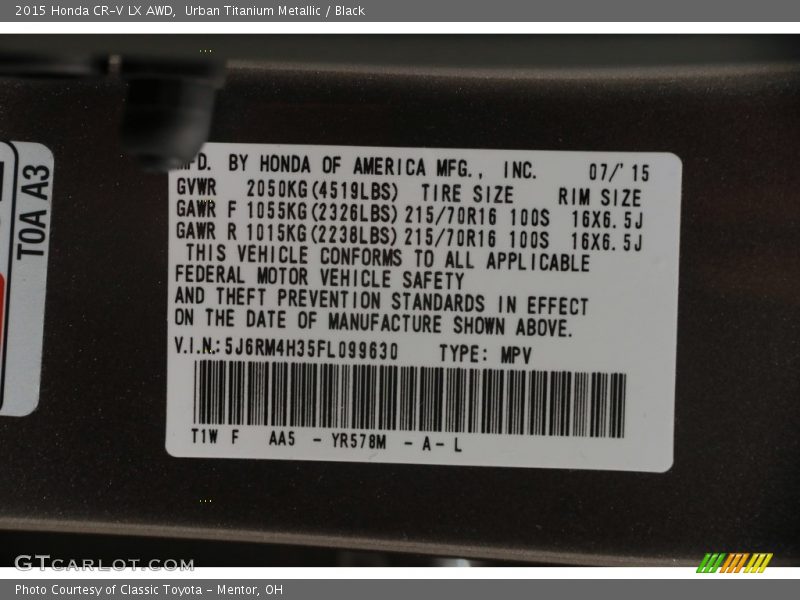 2015 Honda CR-V LX AWD, Urban Titanium Metallic / Black
MFD. BY HONDA OF AMERICA MFG., INC. 07/'15
GVWR 2050KG(4519LBS) TIRE SIZE RIM SIZE
GAWR F 1055KG(2326LBS) 215/70R16 100S 16X6.5J
GAWR R 1015KG(2238LBS) 215/70R16 100S 16X6.5J
THIS VEHICLE CONFORMS TO ALL APPLICABLE
FEDERAL MOTOR VEHICLE SAFETY
AND THEFT PREVENTION STANDARDS IN EFFECT
ON THE DATE OF MANUFACTURE SHOWN ABOVE.
V.I.N.: 5J6RM4H35FL099630 TYPE: MPV
T1W F AA5 - YR578M - A - L
TOA A3
GTCARLOT.COM
Photo Courtesy of Classic Toyota - Mentor, OH